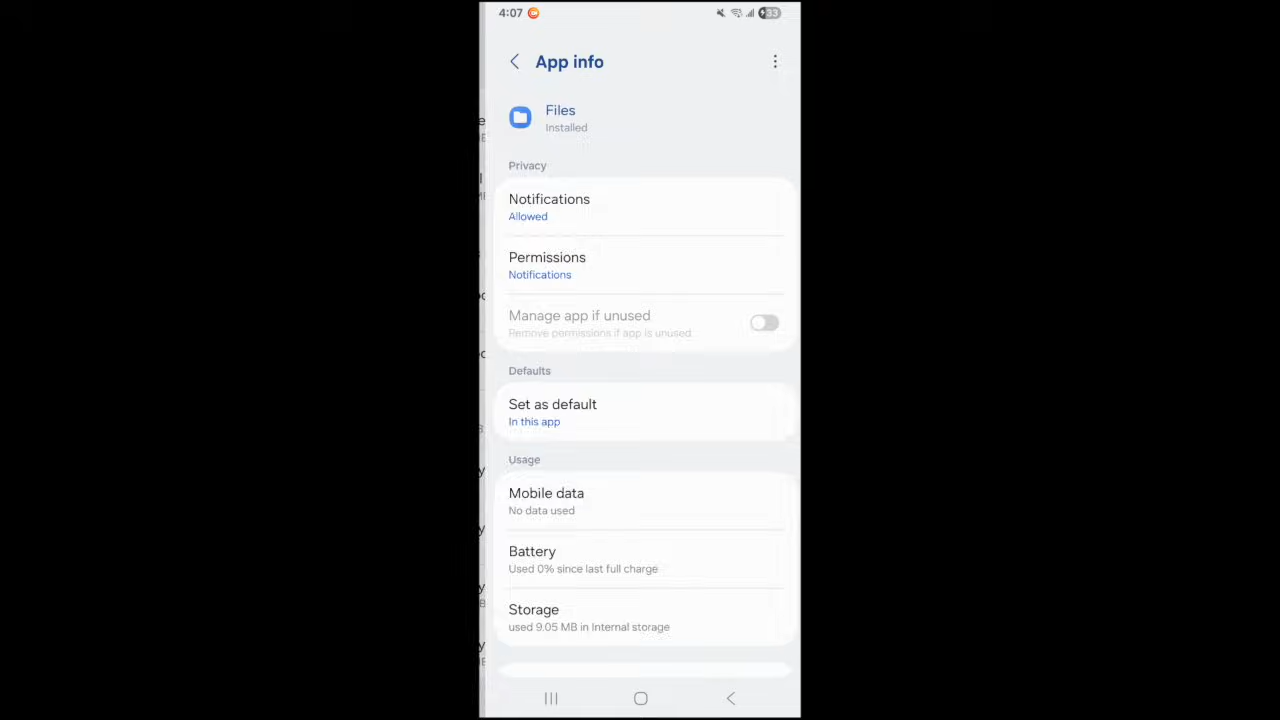 4:07
33
App info
Files
Installed
Privacy
Notifications
Allowed
Permissions
Notifications
Manage app if unused
Remove permissions if app is unused
Defaults
Set as default
In this app
Usage
Mobile data
No data used
Battery
Used 0% since last full charge
Storage
used 9.05 MB in Internal storage